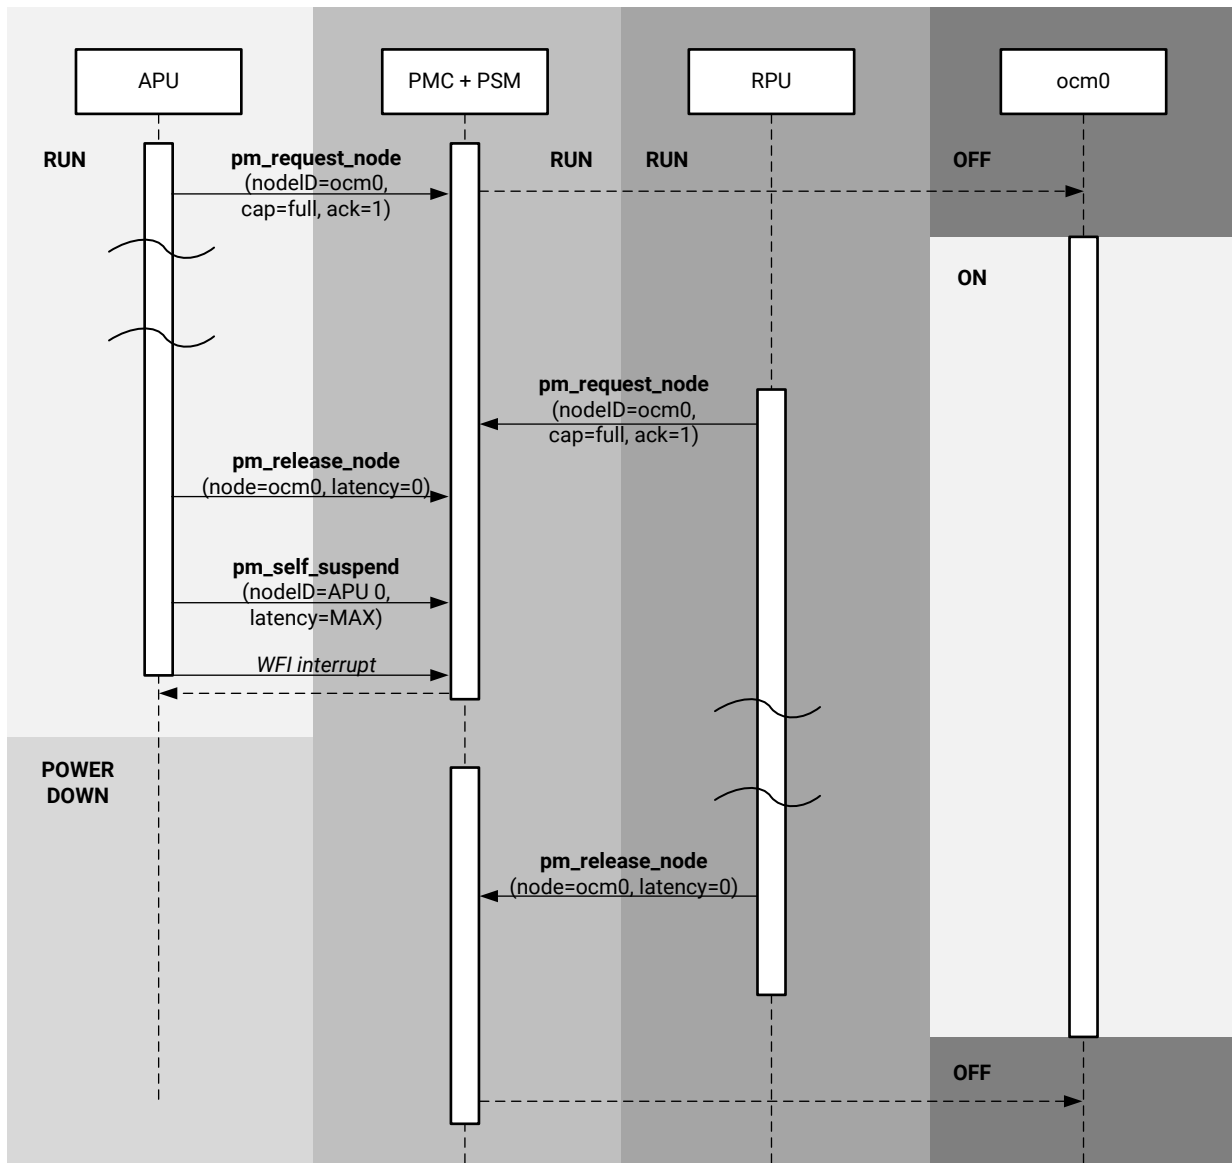 APU
PMC + PSM
RPU
ocm0
RUN
pm_request_node
(nodeID=ocm0,
cap=full, ack=1)
RUN
RUN
OFF
ON
pm_request_node
(nodeID=ocm0,
cap=full, ack=1)
pm_release_node
(node=ocm0, latency=0)
pm_self_suspend
(nodeID=APU 0,
latency=MAX)
WFI interrupt
POWER
DOWN
pm_release_node
(node=ocm0, latency=0)
OFF